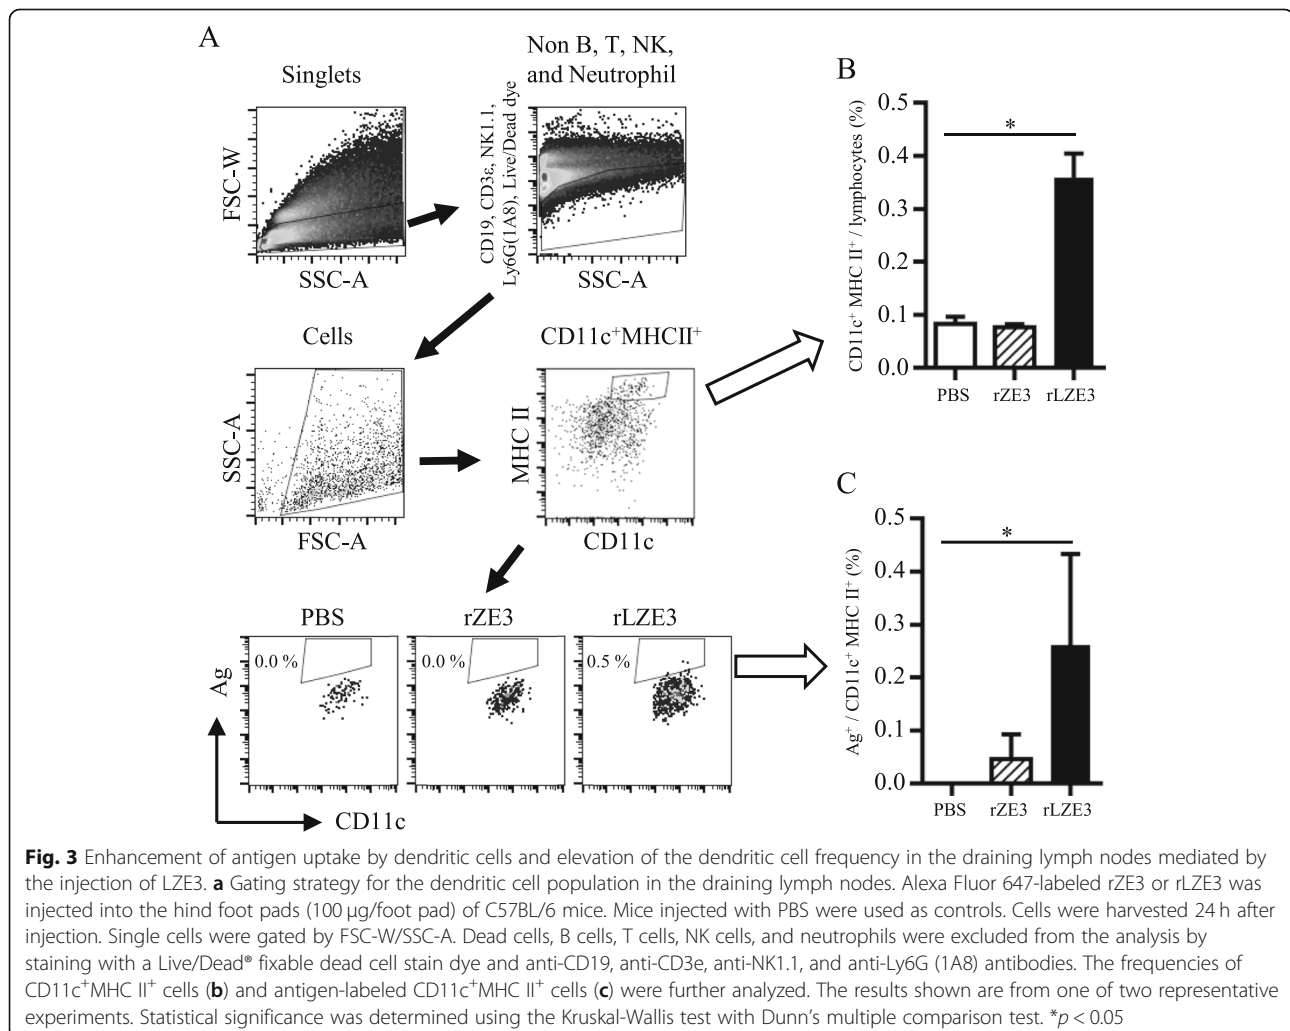 A
Singlets
FSC-W
SSC-A
Non B, T, NK,
and Neutrophil
CD19, CD3ε, NK1.1,
Ly6G(1A8), Live/Dead dye
SSC-A
Cells
SSC-A
FSC-A
CD11c⁺MHCII⁺
MHC II
CD11c
PBS
rZE3
rLZE3
0.0 %
0.0 %
0.5 %
Ag
CD11c
B
CD11c⁺ MHC II⁺ / lymphocytes (%)
0.5
0.4
0.3
0.2
0.1
0.0
*
PBS
rZE3
rLZE3
C
Ag⁺ / CD11c⁺ MHC II⁺ (%)
0.5
0.4
0.3
0.2
0.1
0.0
*
PBS
rZE3
rLZE3
Fig. 3 Enhancement of antigen uptake by dendritic cells and elevation of the dendritic cell frequency in the draining lymph nodes mediated by
the injection of LZE3. a Gating strategy for the dendritic cell population in the draining lymph nodes. Alexa Fluor 647-labeled rZE3 or rLZE3 was
injected into the hind foot pads (100 μg/foot pad) of C57BL/6 mice. Mice injected with PBS were used as controls. Cells were harvested 24 h after
injection. Single cells were gated by FSC-W/SSC-A. Dead cells, B cells, T cells, NK cells, and neutrophils were excluded from the analysis by
staining with a Live/Dead® fixable dead cell stain dye and anti-CD19, anti-CD3e, anti-NK1.1, and anti-Ly6G (1A8) antibodies. The frequencies of
CD11c⁺MHC II⁺ cells (b) and antigen-labeled CD11c⁺MHC II⁺ cells (c) were further analyzed. The results shown are from one of two representative
experiments. Statistical significance was determined using the Kruskal-Wallis test with Dunn's multiple comparison test. *p < 0.05